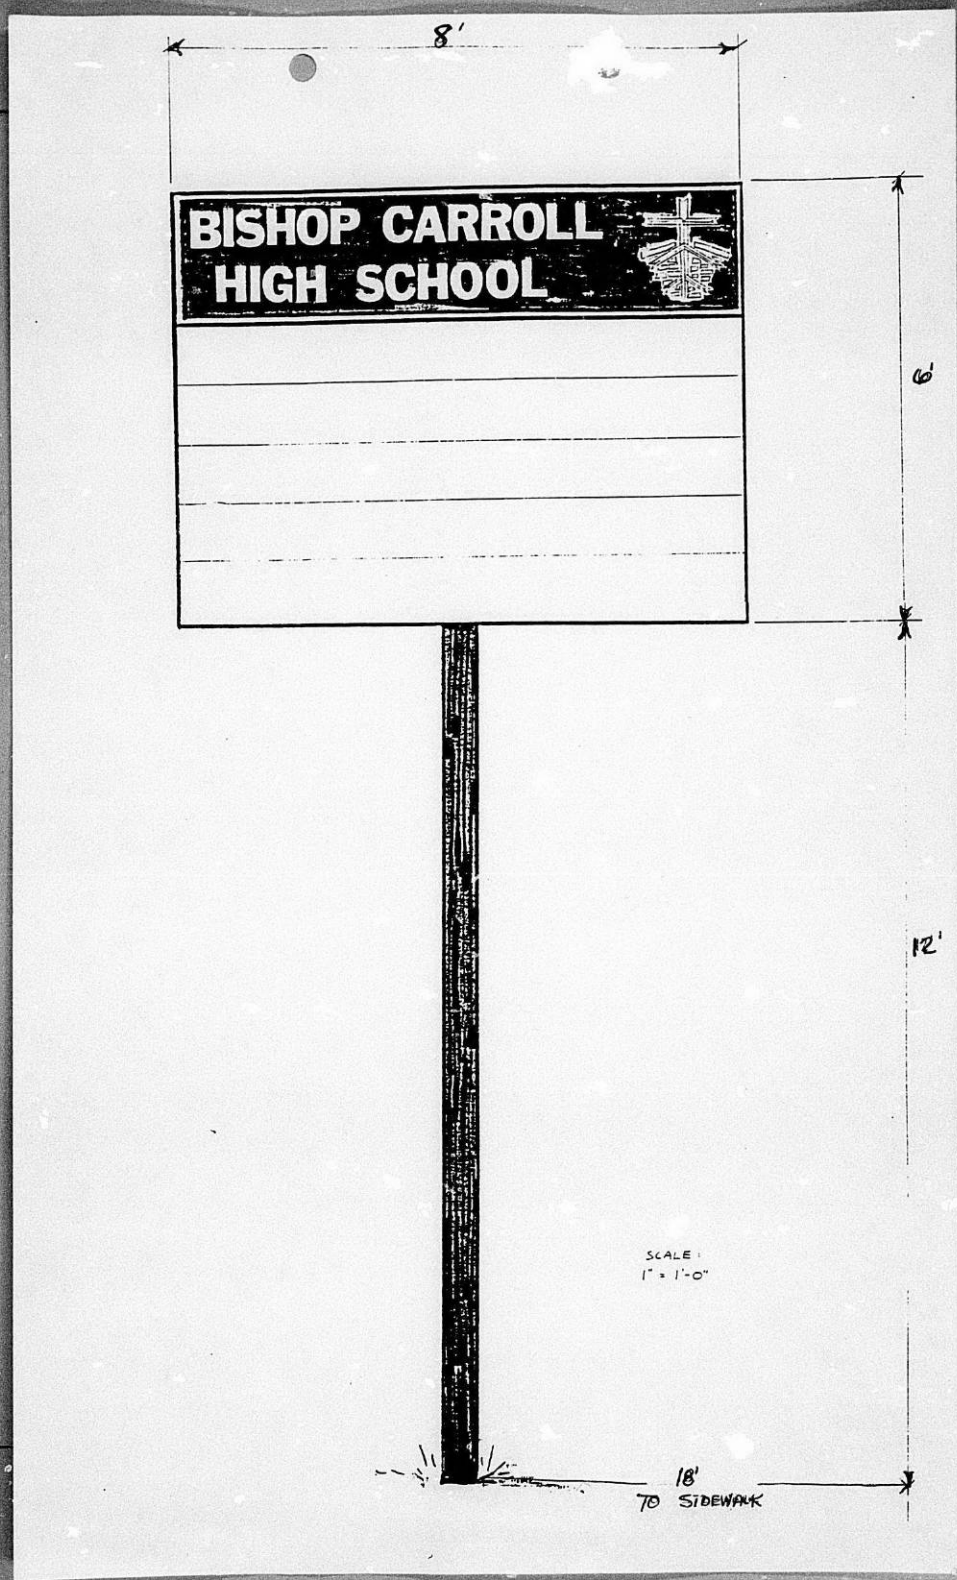 8'
BISHOP CARROLL
HIGH SCHOOL
6'
12'
SCALE:
1" = 1'-0"
18'
TO SIDEWALK